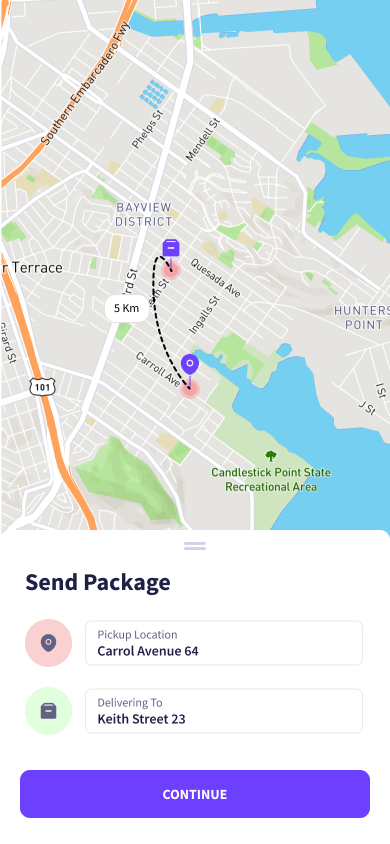 Southern Embarcadero Fwy
Phelps St
Mendell St
BAYVIEW
DISTRICT
r Terrace
Quesada Ave
rd St
eith St
5 Km
Ingalls St
HUNTERS
POINT
Girard St
101
Carroll Ave
I St
J St
Candlestick Point State
Recreational Area
Send Package
Pickup Location
Carrol Avenue 64
Delivering To
Keith Street 23
CONTINUE